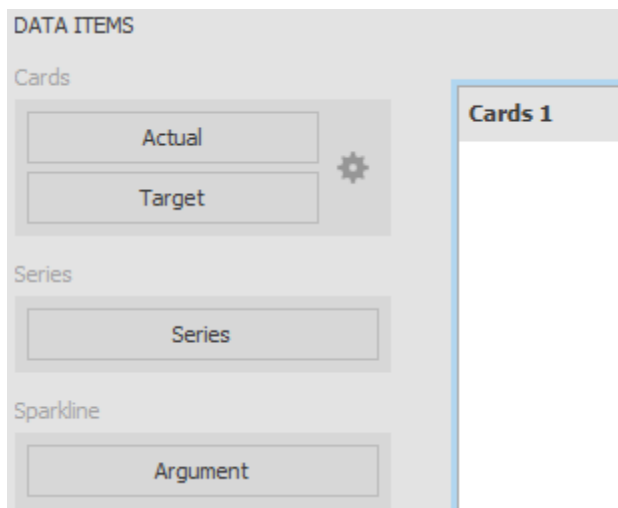 DATA ITEMS
Cards
Actual
Target
Series
Series
Sparkline
Argument
Cards 1